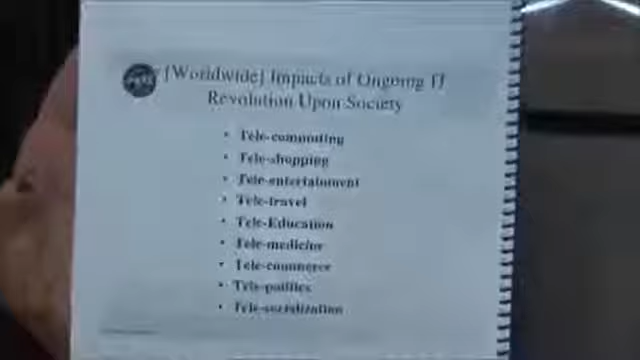 [Worldwide] Impacts of Ongoing IT
Revolution Upon Society
• Tele-commuting
• Tele-shopping
• Tele-entertainment
• Tele-travel
• Tele-Education
• Tele-medicine
• Tele-commerce
• Tele-politics
• Tele-socialization